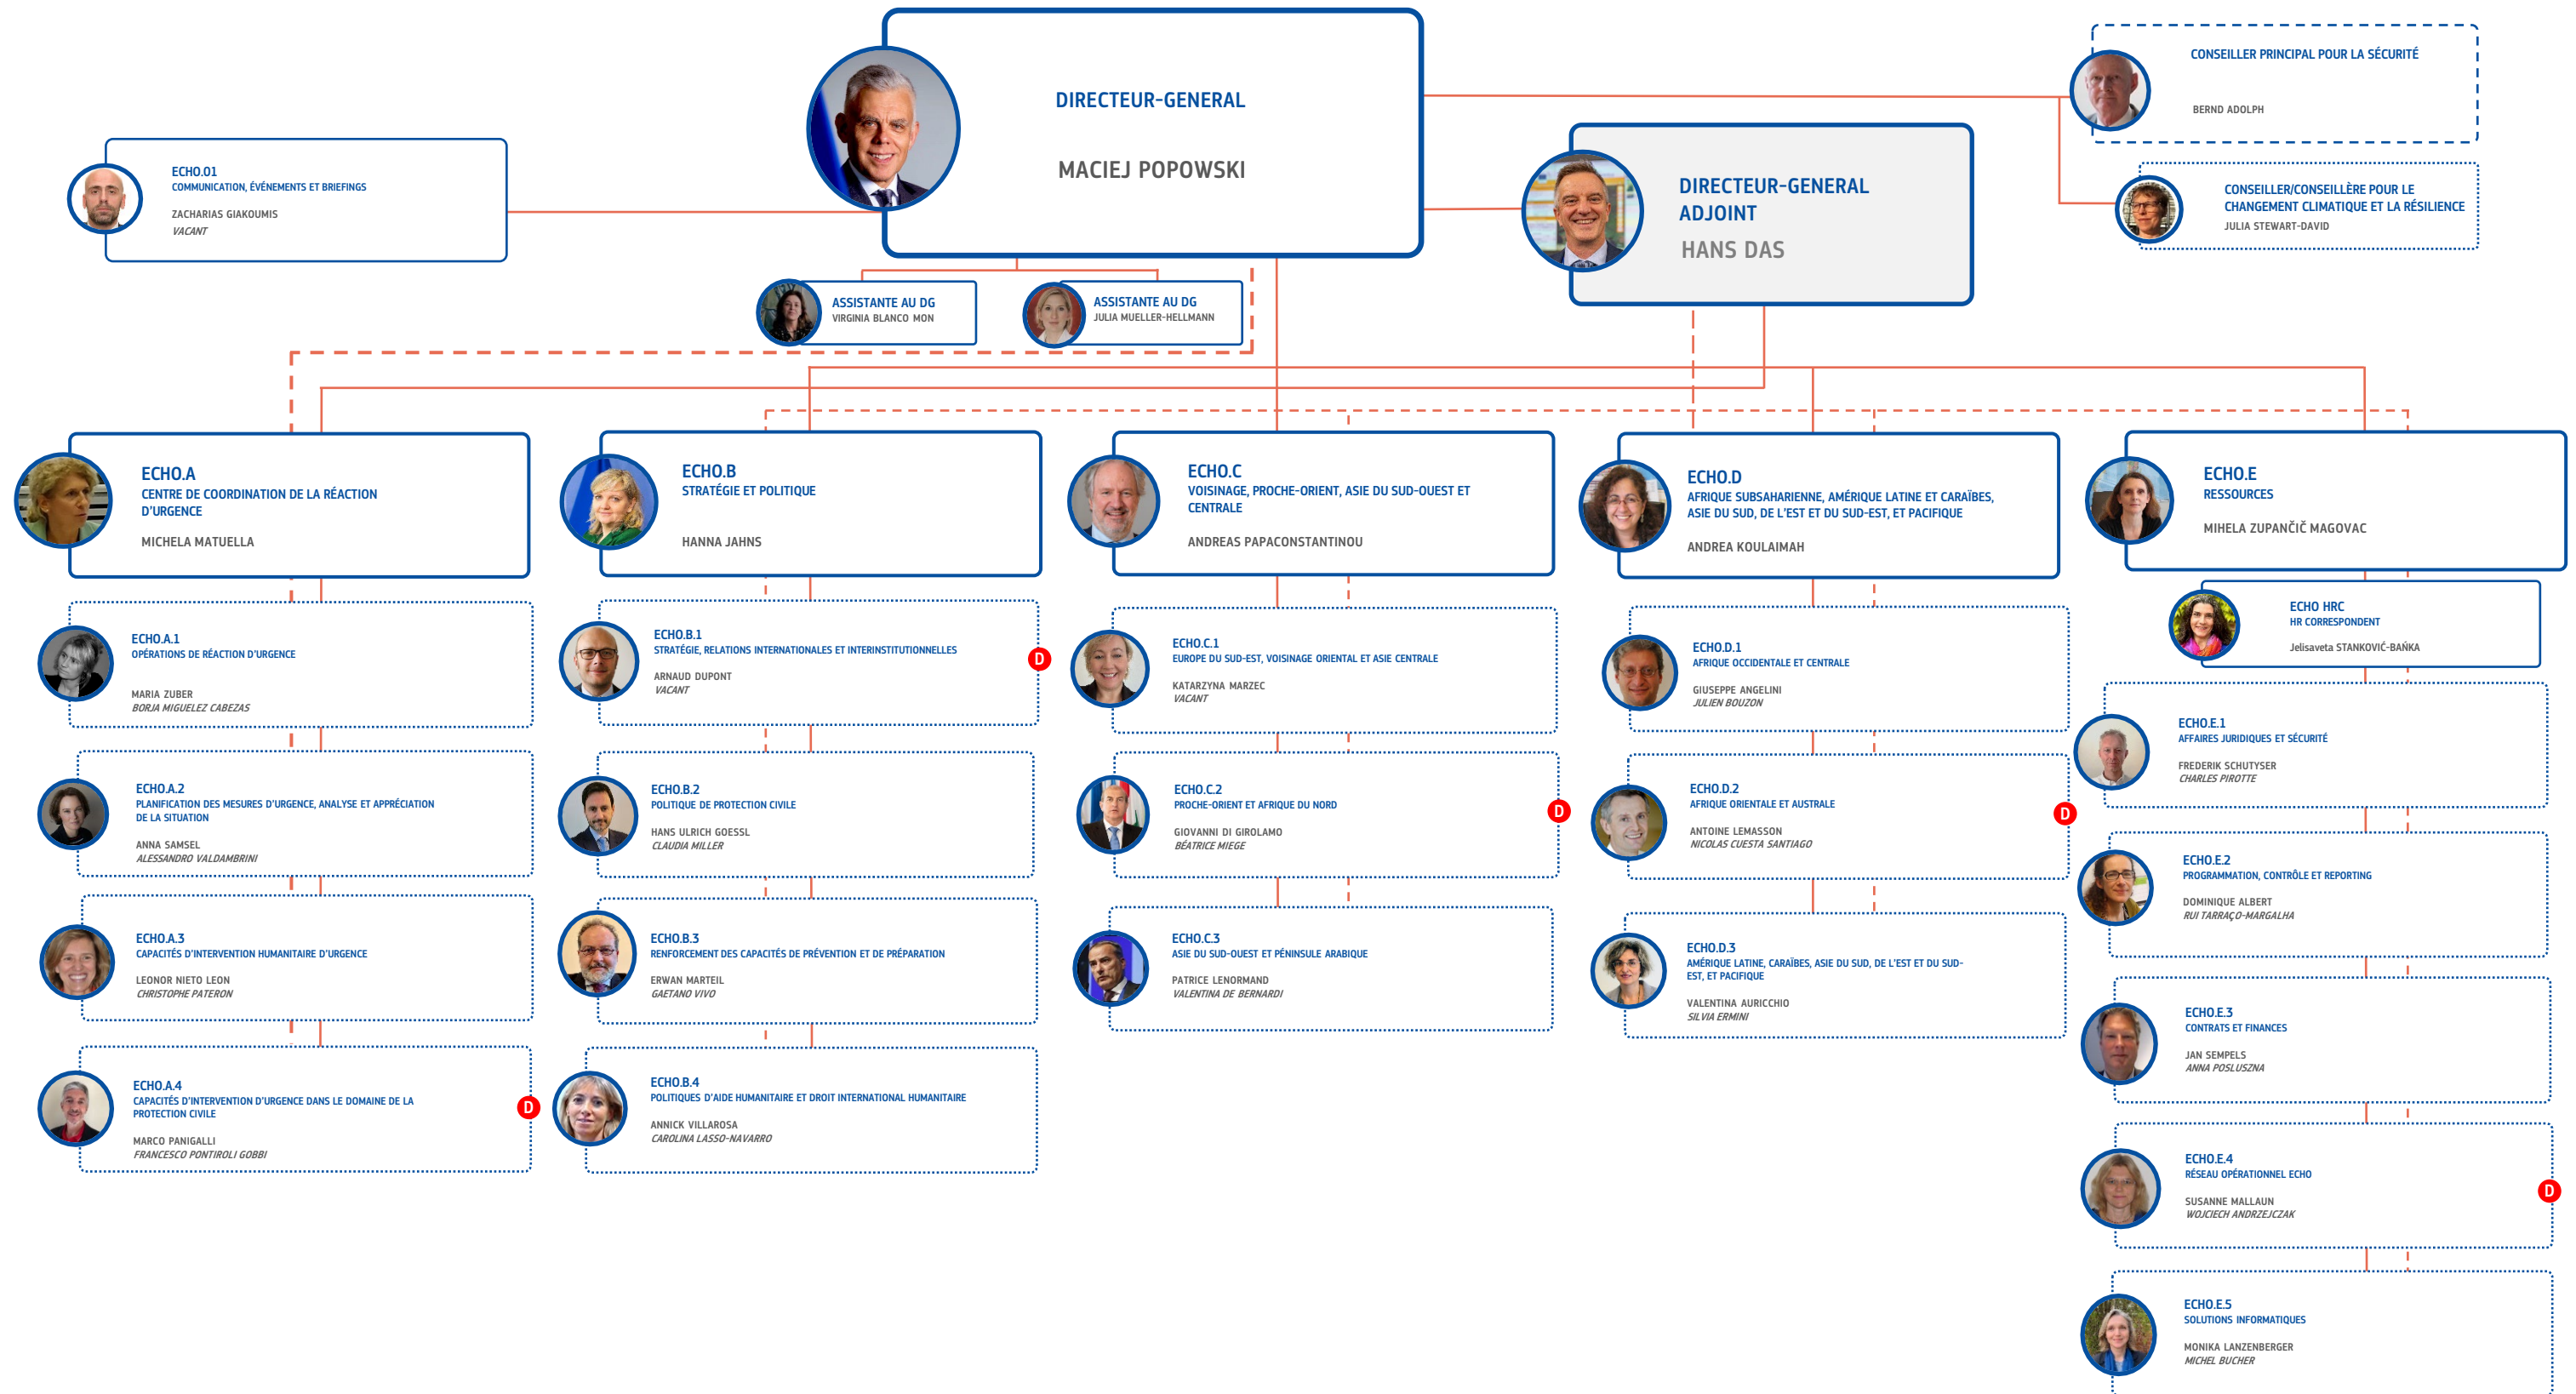 DIRECTEUR-GENERAL
MACIEJ POPOWSKI
CONSEILLER PRINCIPAL POUR LA SÉCURITÉ
BERND ADOLPH
ECHO.01
COMMUNICATION, ÉVÉNEMENTS ET BRIEFINGS
ZACHARIAS GIAKOUMIS
VACANT
DIRECTEUR-GENERAL
ADJOINT
HANS DAS
CONSEILLER/CONSEILLÈRE POUR LE
CHANGEMENT CLIMATIQUE ET LA RÉSILIENCE
JULIA STEWART-DAVID
ASSISTANTE AU DG
VIRGINIA BLANCO MON
ASSISTANTE AU DG
JULIA MUELLER-HELLMANN
ECHO.A
CENTRE DE COORDINATION DE LA RÉACTION
D'URGENCE
MICHELA MATUELLA
ECHO.A.1
OPÉRATIONS DE RÉACTION D'URGENCE
MARIA ZUBER
BORJA MIGUELEZ CABEZAS
ECHO.A.2
PLANIFICATION DES MESURES D'URGENCE, ANALYSE ET APPRÉCIATION
DE LA SITUATION
ANNA SAMSEL
ALESSANDRO VALDAMBRINI
ECHO.A.3
CAPACITÉS D'INTERVENTION HUMANITAIRE D'URGENCE
LEONOR NIETO LEON
CHRISTOPHE PATERON
ECHO.A.4
CAPACITÉS D'INTERVENTION D'URGENCE DANS LE DOMAINE DE LA
PROTECTION CIVILE
MARCO PANIGALLI
FRANCESCO PONTIROLI GOBBI
D
ECHO.B
STRATÉGIE ET POLITIQUE
HANNA JAHNS
ECHO.B.1
STRATÉGIE, RELATIONS INTERNATIONALES ET INTERINSTITUTIONNELLES
ARNAUD DUPONT
VACANT
D
ECHO.B.2
POLITIQUE DE PROTECTION CIVILE
HANS ULRICH GOESSL
CLAUDIA MILLER
ECHO.B.3
RENFORCEMENT DES CAPACITÉS DE PRÉVENTION ET DE PRÉPARATION
ERWAN MARTEIL
GAETANO VIVO
ECHO.B.4
POLITIQUES D'AIDE HUMANITAIRE ET DROIT INTERNATIONAL HUMANITAIRE
ANNICK VILLAROSA
CAROLINA LASSO-NAVARRO
ECHO.C
VOISINAGE, PROCHE-ORIENT, ASIE DU SUD-OUEST ET
CENTRALE
ANDREAS PAPACONSTANTINOU
ECHO.C.1
EUROPE DU SUD-EST, VOISINAGE ORIENTAL ET ASIE CENTRALE
KATARZYNA MARZEC
VACANT
ECHO.C.2
PROCHE-ORIENT ET AFRIQUE DU NORD
GIOVANNI DI GIROLAMO
BÉATRICE MIEGE
D
ECHO.C.3
ASIE DU SUD-OUEST ET PÉNINSULE ARABIQUE
PATRICE LENORMAND
VALENTINA DE BERNARDI
ECHO.D
AFRIQUE SUBSAHARIENNE, AMÉRIQUE LATINE ET CARAÏBES,
ASIE DU SUD, DE L'EST ET DU SUD-EST, ET PACIFIQUE
ANDREA KOULAIMAH
ECHO.D.1
AFRIQUE OCCIDENTALE ET CENTRALE
GIUSEPPE ANGELINI
JULIEN BOUZON
ECHO.D.2
AFRIQUE ORIENTALE ET AUSTRALE
ANTOINE LEMASSON
NICOLAS CUESTA SANTIAGO
D
ECHO.D.3
AMÉRIQUE LATINE, CARAÏBES, ASIE DU SUD, DE L'EST ET DU SUD-
EST, ET PACIFIQUE
VALENTINA AURICCHIO
SILVIA ERMINI
ECHO.E
RESSOURCES
MIHELA ZUPANČIČ MAGOVAC
ECHO HRC
HR CORRESPONDENT
Jelisaveta STANKOVIĆ-BAŃKA
ECHO.E.1
AFFAIRES JURIDIQUES ET SÉCURITÉ
FREDERIK SCHUTYSER
CHARLES PIROTTE
ECHO.E.2
PROGRAMMATION, CONTRÔLE ET REPORTING
DOMINIQUE ALBERT
RUI TARRAÇO-MARGALHA
ECHO.E.3
CONTRATS ET FINANCES
JAN SEMPELS
ANNA POSLUSZNA
ECHO.E.4
RÉSEAU OPÉRATIONNEL ECHO
SUSANNE MALLAUN
WOJCIECH ANDRZEJCZAK
D
ECHO.E.5
SOLUTIONS INFORMATIQUES
MONIKA LANZENBERGER
MICHEL BUCHER